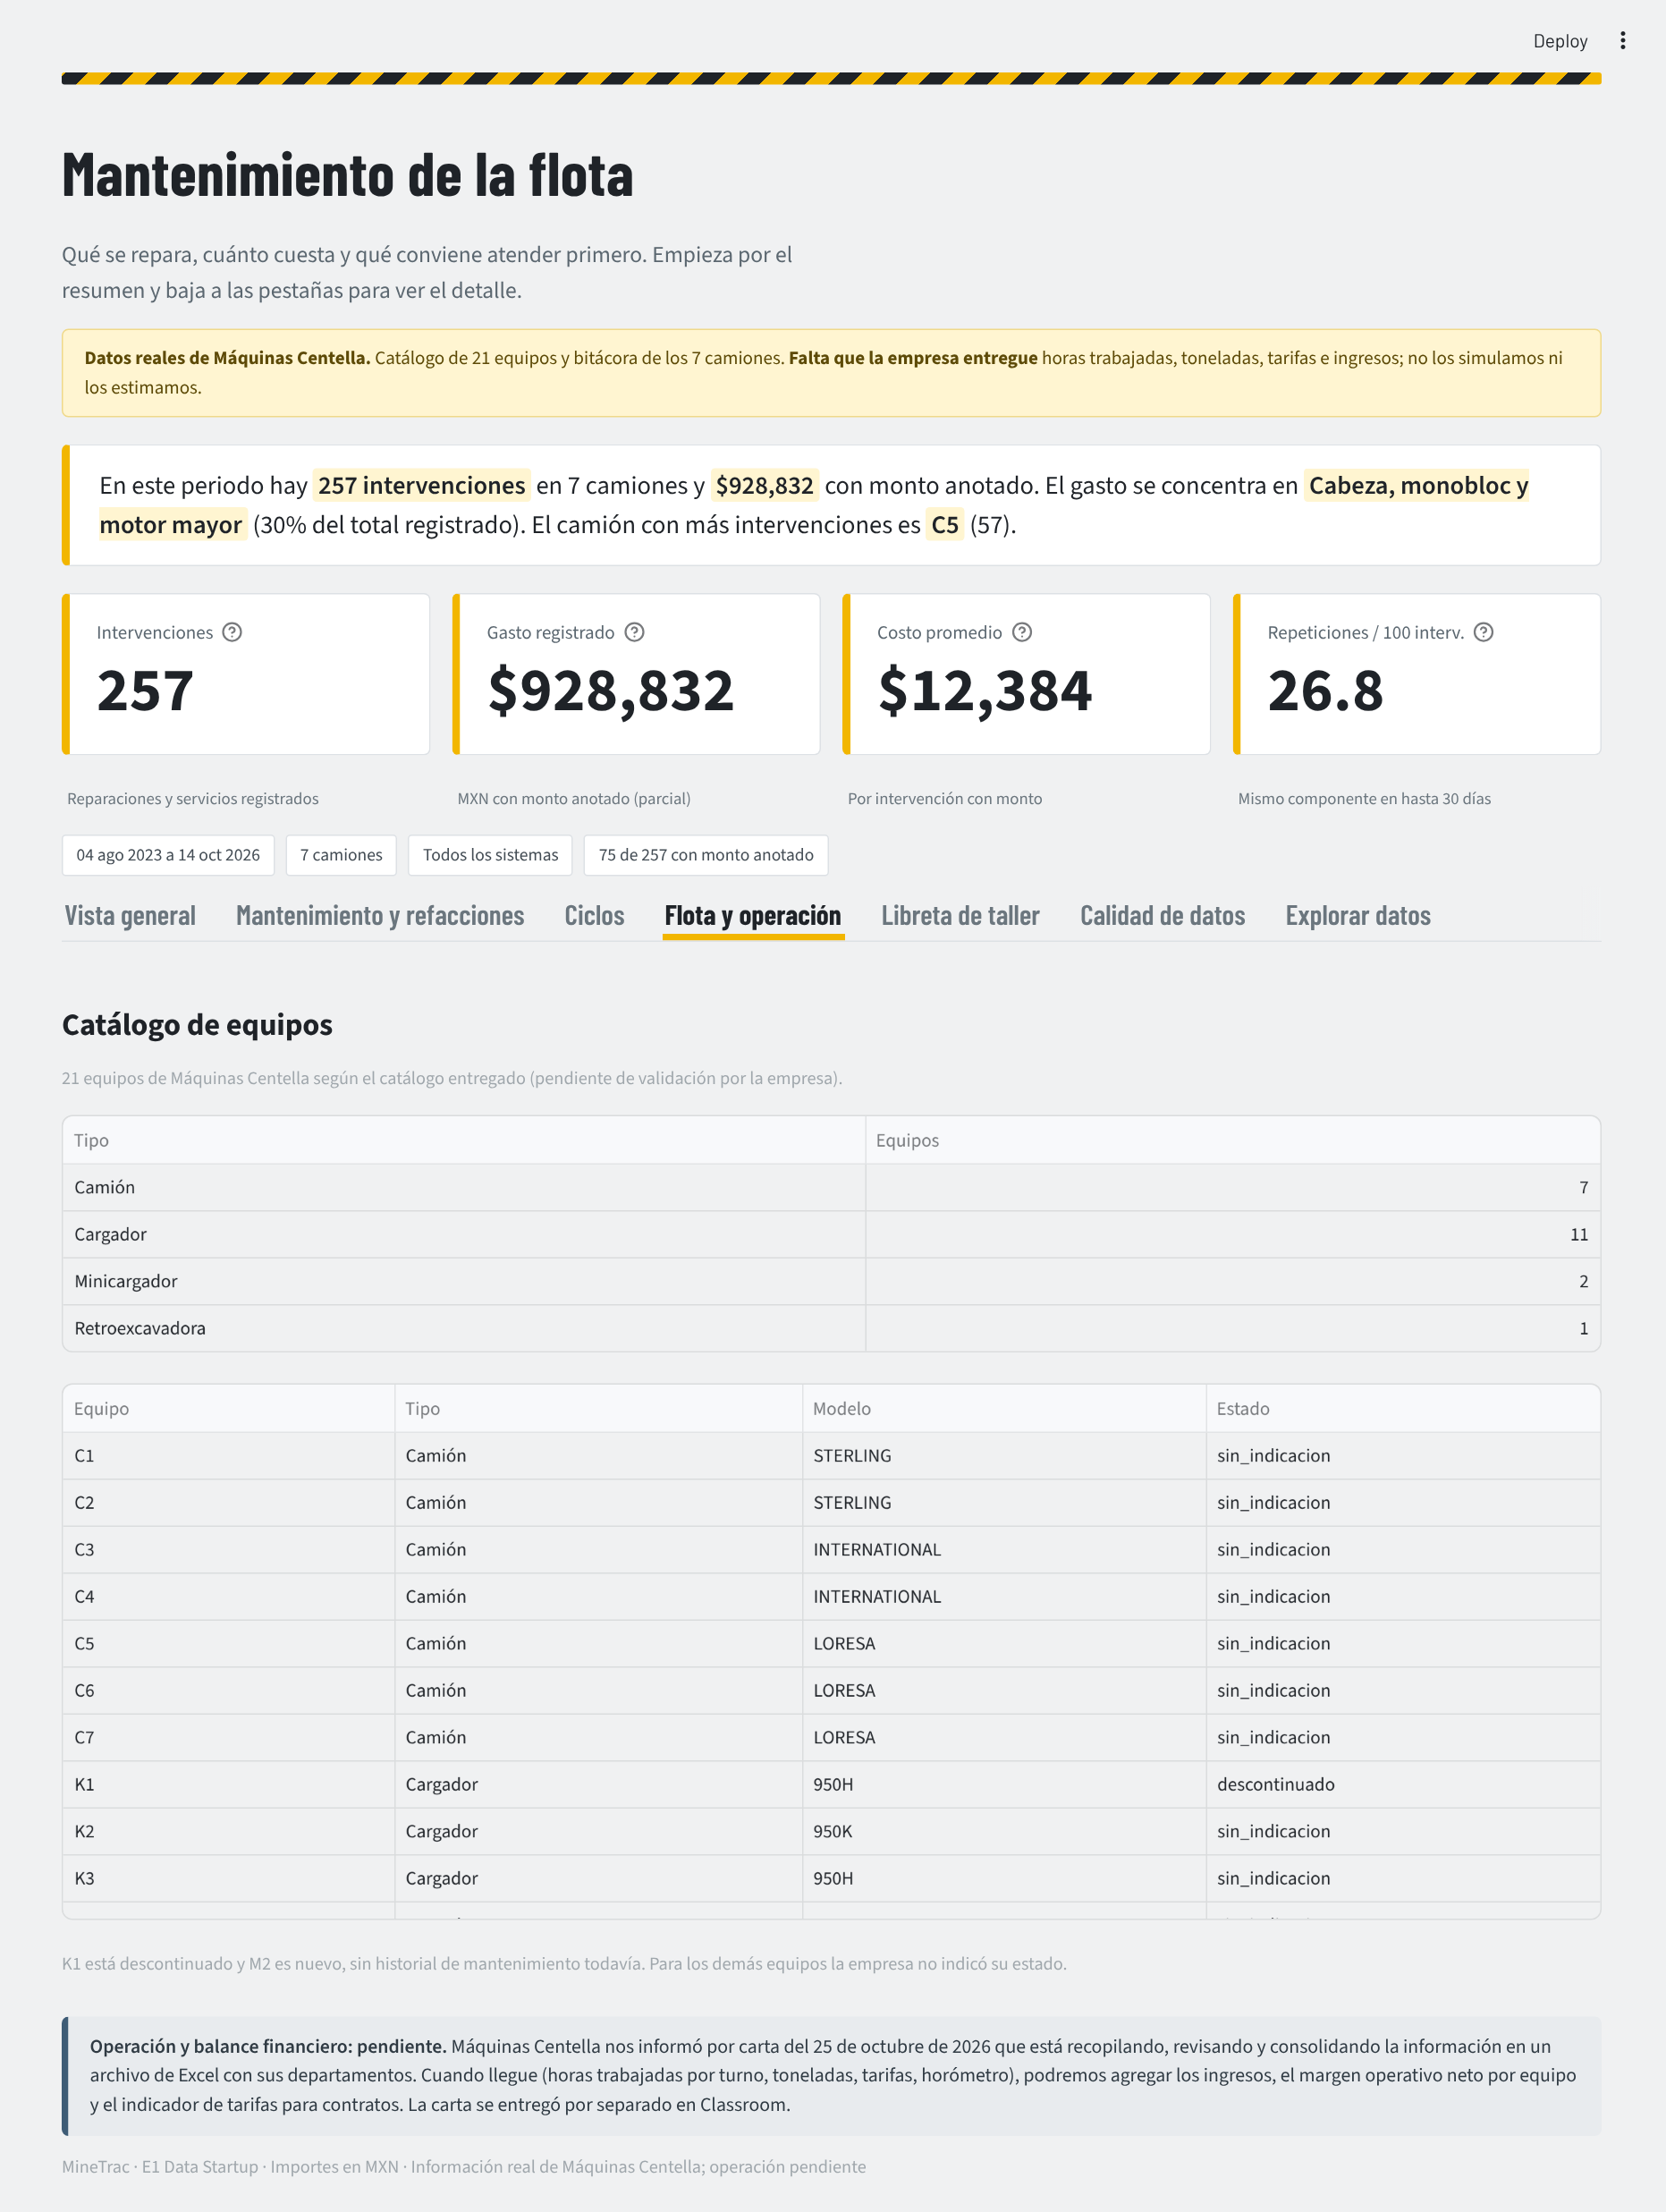 Deploy
Mantenimiento de la flota
Qué se repara, cuánto cuesta y qué conviene atender primero. Empieza por el
resumen y baja a las pestañas para ver el detalle.
Datos reales de Máquinas Centella. Catálogo de 21 equipos y bitácora de los 7 camiones. Falta que la empresa entregue horas trabajadas, toneladas, tarifas e ingresos; no los simulamos ni
los estimamos.
En este periodo hay 257 intervenciones en 7 camiones y $928,832 con monto anotado. El gasto se concentra en Cabeza, monobloc y
motor mayor (30% del total registrado). El camión con más intervenciones es C5 (57).
Intervenciones
257
Reparaciones y servicios registrados
Gasto registrado
$928,832
MXN con monto anotado (parcial)
Costo promedio
$12,384
Por intervención con monto
Repeticiones / 100 interv.
26.8
Mismo componente en hasta 30 días
04 ago 2023 a 14 oct 2026 7 camiones Todos los sistemas 75 de 257 con monto anotado
Vista general Mantenimiento y refacciones Ciclos Flota y operación Libreta de taller Calidad de datos Explorar datos
Catálogo de equipos
21 equipos de Máquinas Centella según el catálogo entregado (pendiente de validación por la empresa).
Tipo Equipos
Camión 7
Cargador 11
Minicargador 2
Retroexcavadora 1
Equipo Tipo Modelo Estado
C1 Camión STERLING sin_indicacion
C2 Camión STERLING sin_indicacion
C3 Camión INTERNATIONAL sin_indicacion
C4 Camión INTERNATIONAL sin_indicacion
C5 Camión LORESA sin_indicacion
C6 Camión LORESA sin_indicacion
C7 Camión LORESA sin_indicacion
K1 Cargador 950H descontinuado
K2 Cargador 950K sin_indicacion
K3 Cargador 950H sin_indicacion
K1 está descontinuado y M2 es nuevo, sin historial de mantenimiento todavía. Para los demás equipos la empresa no indicó su estado.
Operación y balance financiero: pendiente. Máquinas Centella nos informó por carta del 25 de octubre de 2026 que está recopilando, revisando y consolidando la información en un
archivo de Excel con sus departamentos. Cuando llegue (horas trabajadas por turno, toneladas, tarifas, horómetro), podremos agregar los ingresos, el margen operativo neto por equipo
y el indicador de tarifas para contratos. La carta se entregó por separado en Classroom.
MineTrac · E1 Data Startup · Importes en MXN · Información real de Máquinas Centella; operación pendiente